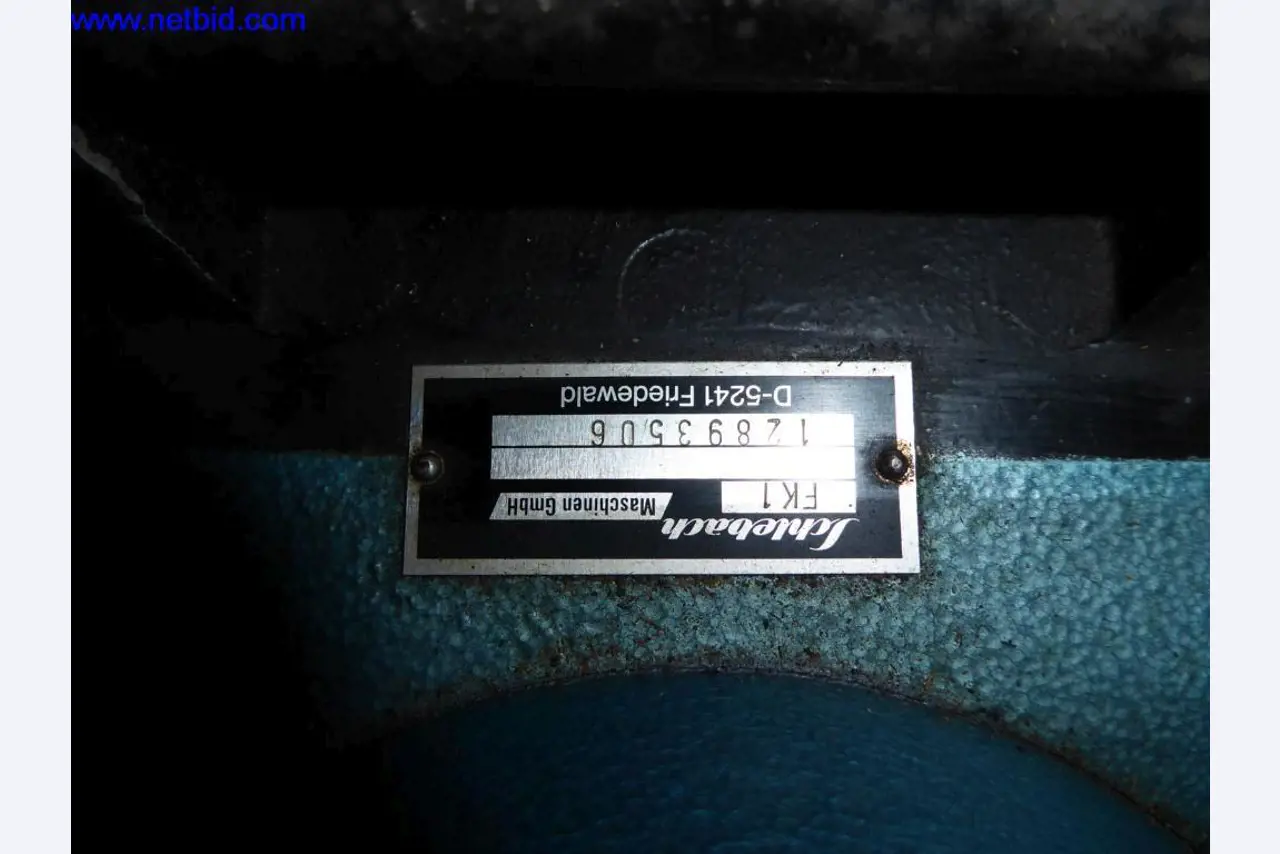 www.netbid.com
Schlebach
FK1
Maschinen GmbH
12893506
D-5241 Friedewald